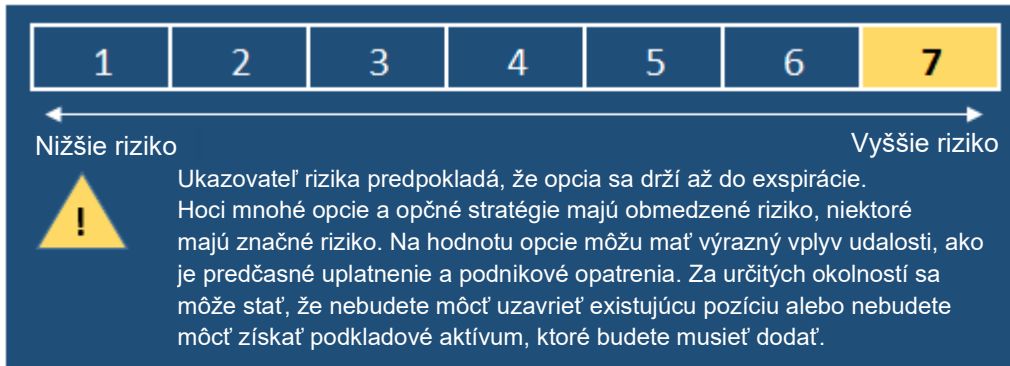 1 2 3 4 5 6 7
Nižšie riziko Vyššie riziko
!
Ukazovateľ rizika predpokladá, že opcia sa drží až do exspirácie.
Hoci mnohé opcie a opčné stratégie majú obmedzené riziko, niektoré
majú značné riziko. Na hodnotu opcie môžu mať výrazný vplyv udalosti, ako
je predčasné uplatnenie a podnikové opatrenia. Za určitých okolností sa
môže stať, že nebudete môcť uzavrieť existujúcu pozíciu alebo nebudete
môcť získať podkladové aktívum, ktoré budete musieť dodať.